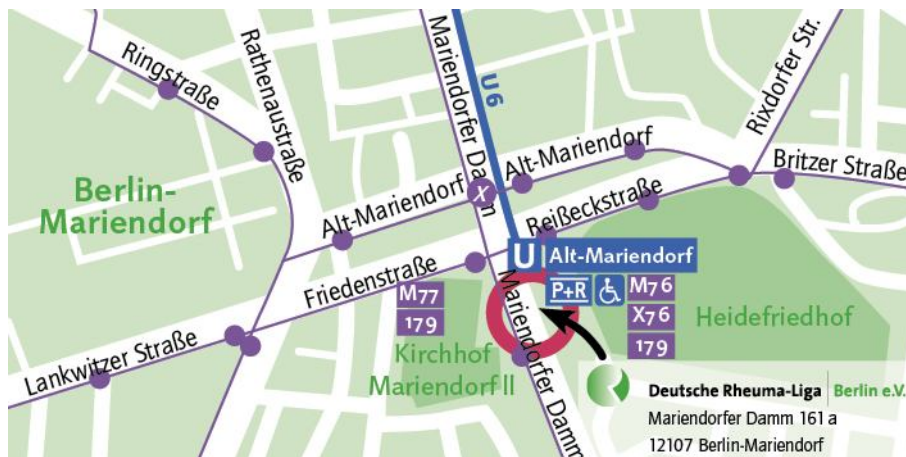 Ringstraße
Rathenaustraße
Mariendorfer Damm
U6
Rixdorfer Str.
Alt-Mariendorf
Britzer Straße
Berlin-
Mariendorf
Alt-Mariendorf
X
Reißeckstraße
Friedenstraße
U Alt-Mariendorf
P+R
M76
X76
179
M77
179
Mariendorfer Damm
Heidefriedhof
Lankwitzer Straße
Kirchhof
Mariendorf II
Deutsche Rheuma-Liga | Berlin e.V.
Mariendorfer Damm 161 a
12107 Berlin-Mariendorf